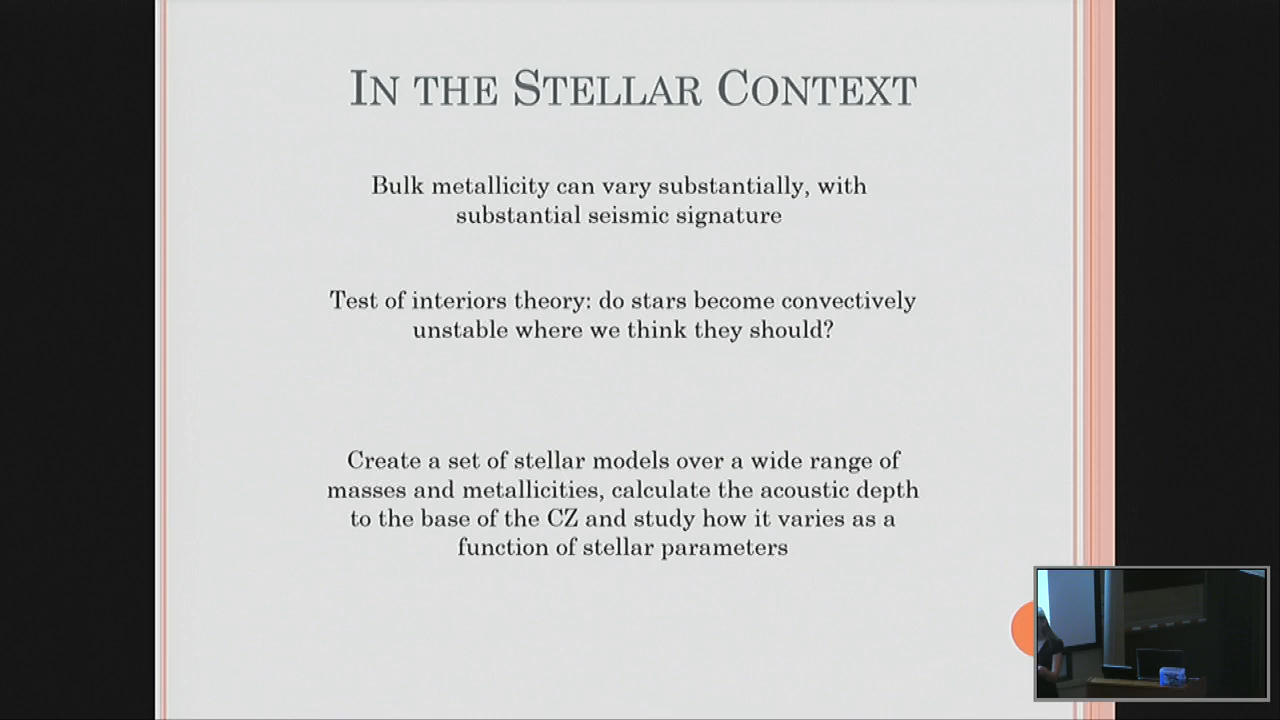 IN THE STELLAR CONTEXT
Bulk metallicity can vary substantially, with
substantial seismic signature
Test of interiors theory: do stars become convectively
unstable where we think they should?
Create a set of stellar models over a wide range of
masses and metallicities, calculate the acoustic depth
to the base of the CZ and study how it varies as a
function of stellar parameters